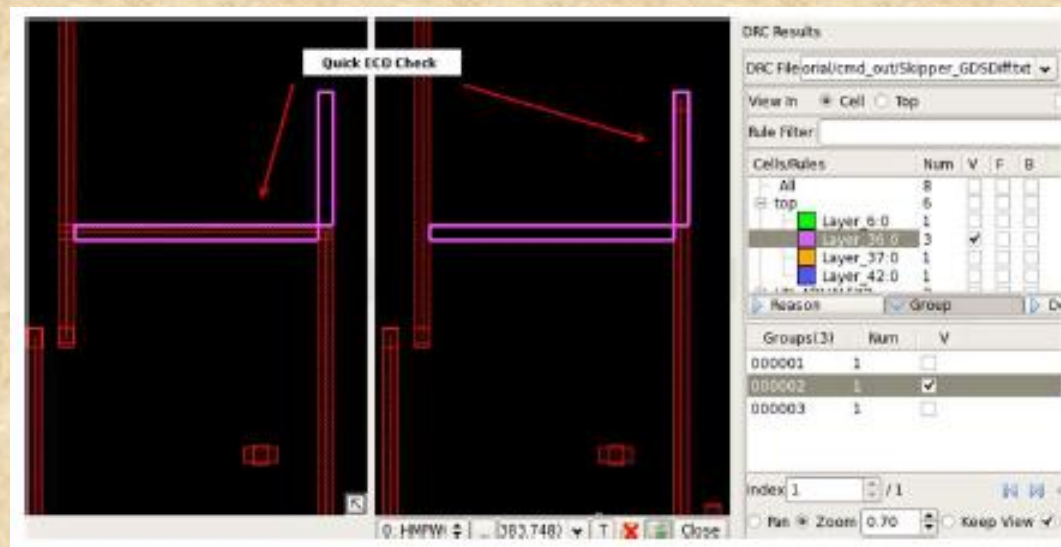 Quick ECO Check
DRC Results
DRC File orial/cmd_out/Skipper_GDSDiff.txt
View In Cell Top
Rule Filter
Cells/Rules Num V F B
All 8
top 6
Layer_6:0 1
Layer_36:0 3
Layer_37:0 1
Layer_42:0 1
Reason Group
Groups(3) Num V
000001 1
000002 1
000003 1
Index 1 / 1
Pan Zoom 0.70 Keep View
(383,748) T Close